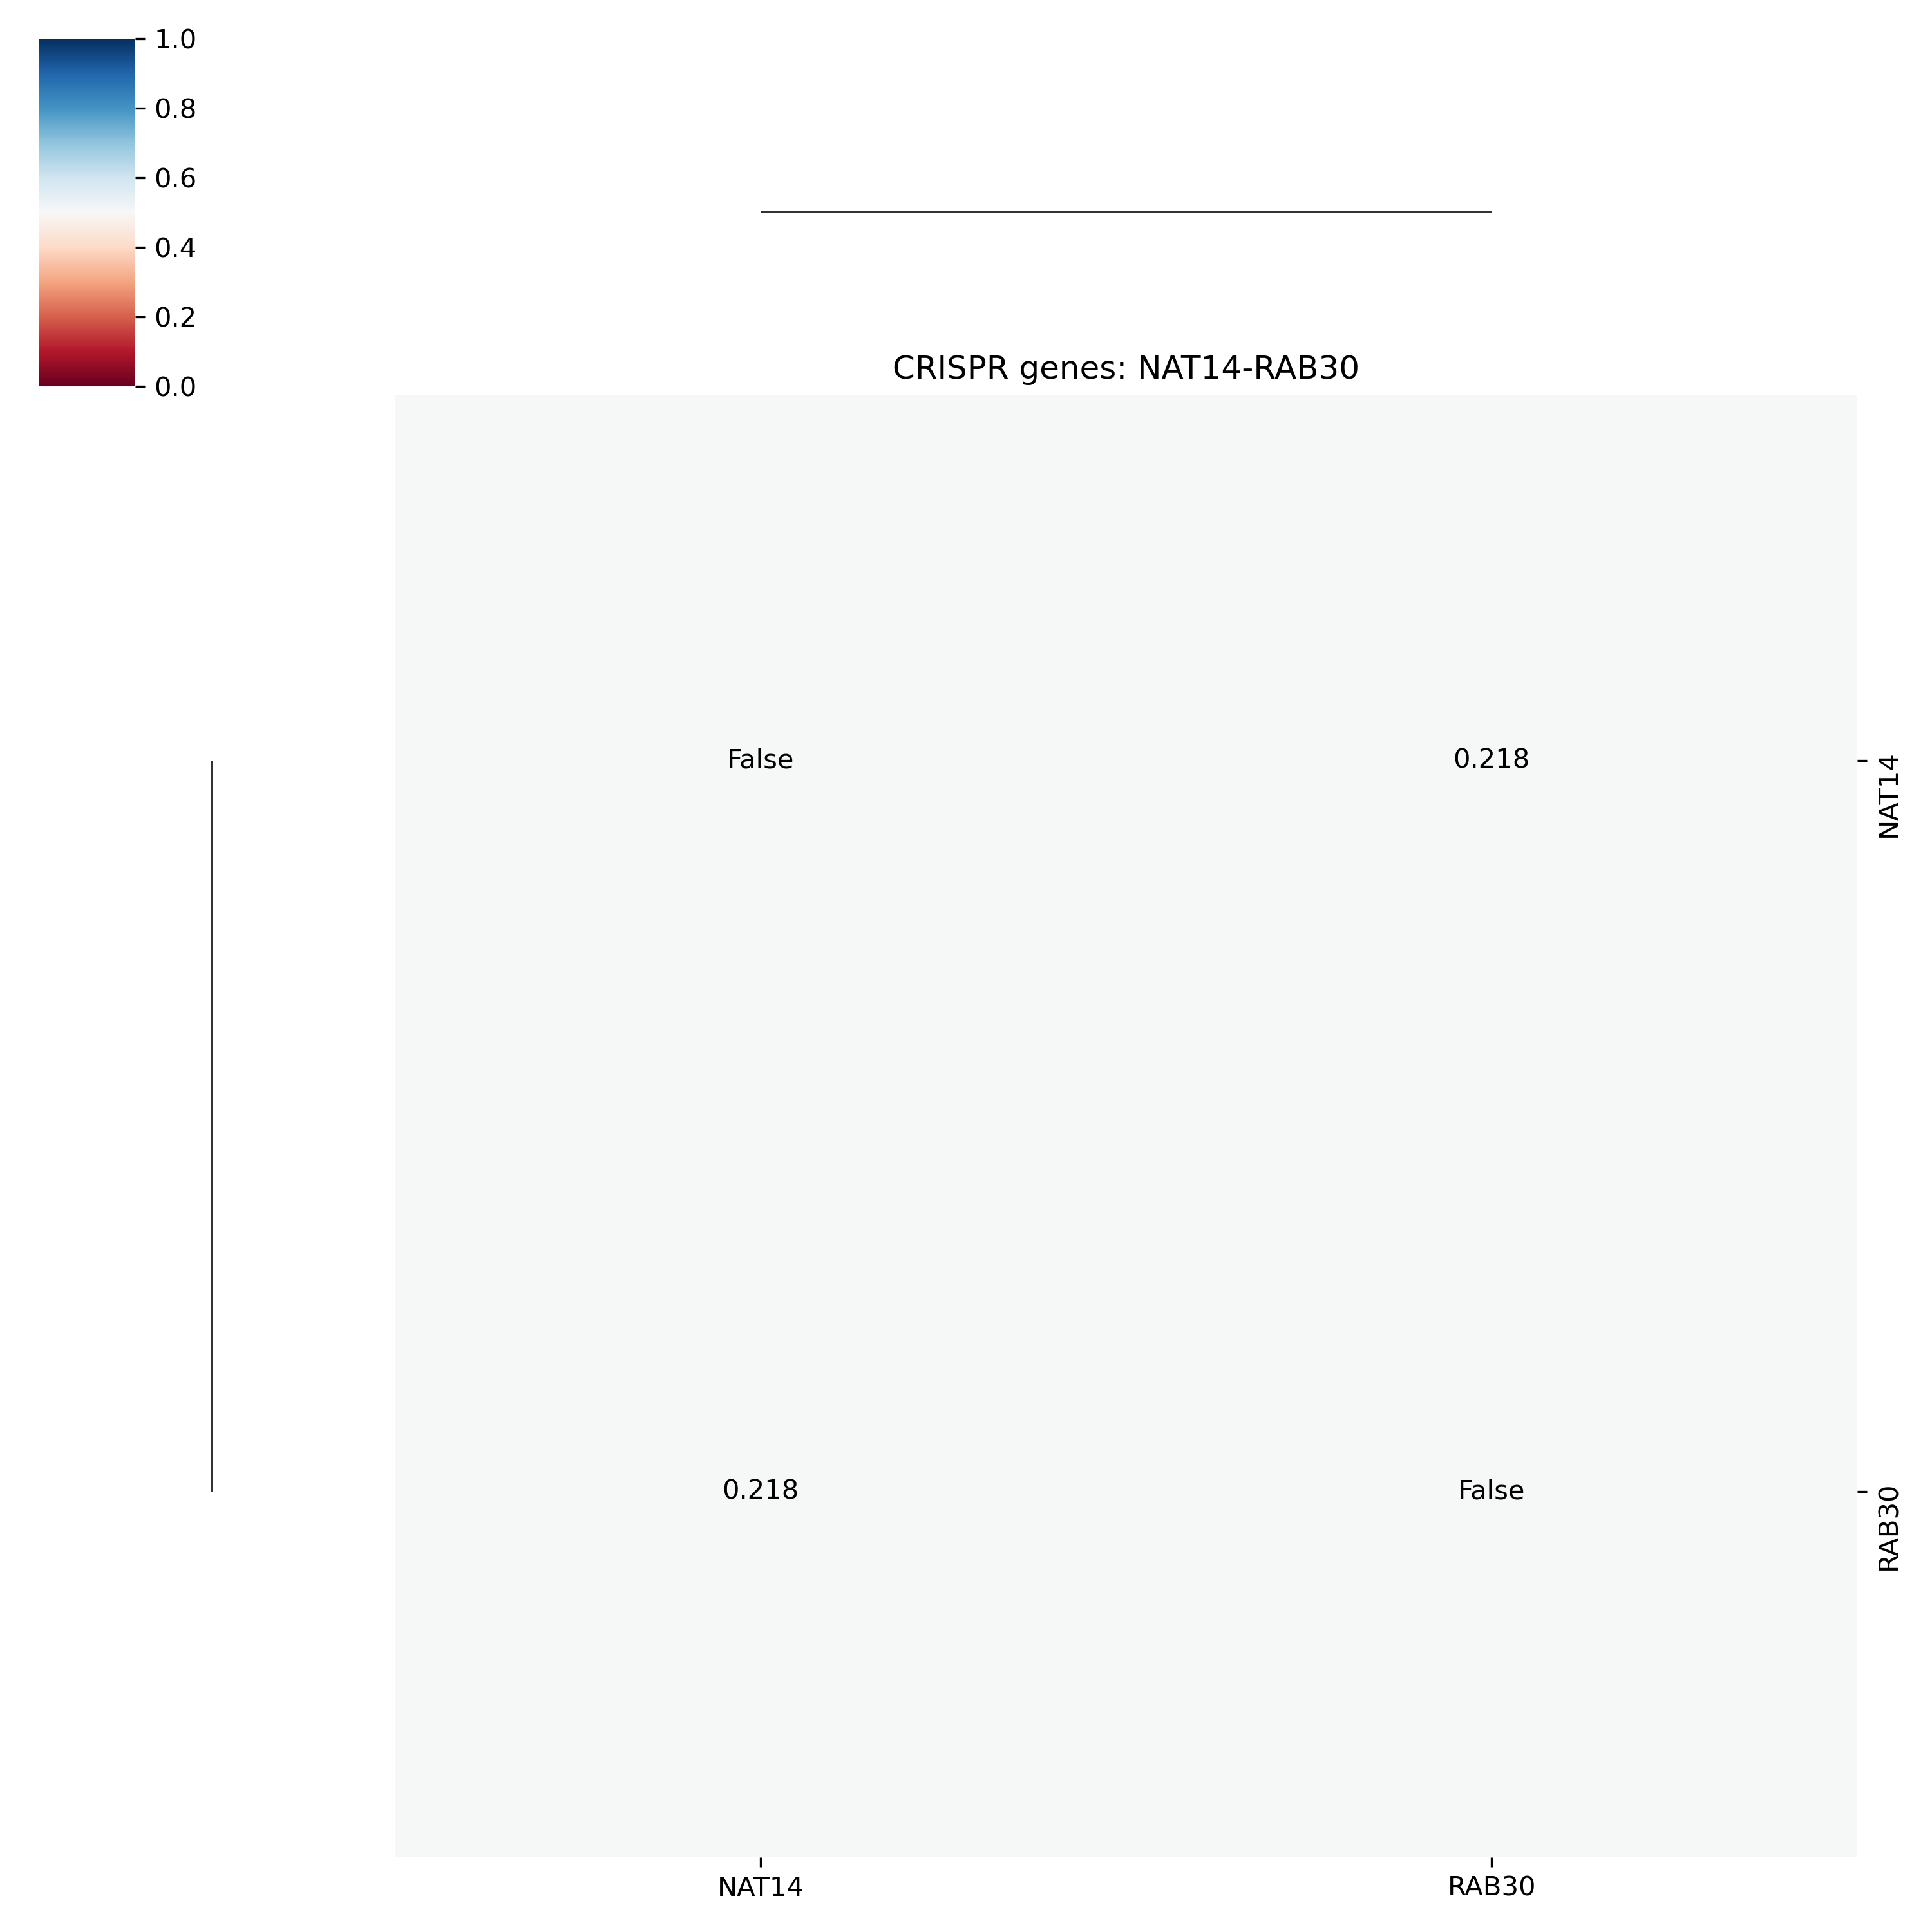 1.0
0.8
0.6
0.4
0.2
0.0
CRISPR genes: NAT14-RAB30
False 0.218
NAT14
0.218 False
RAB30
NAT14 RAB30